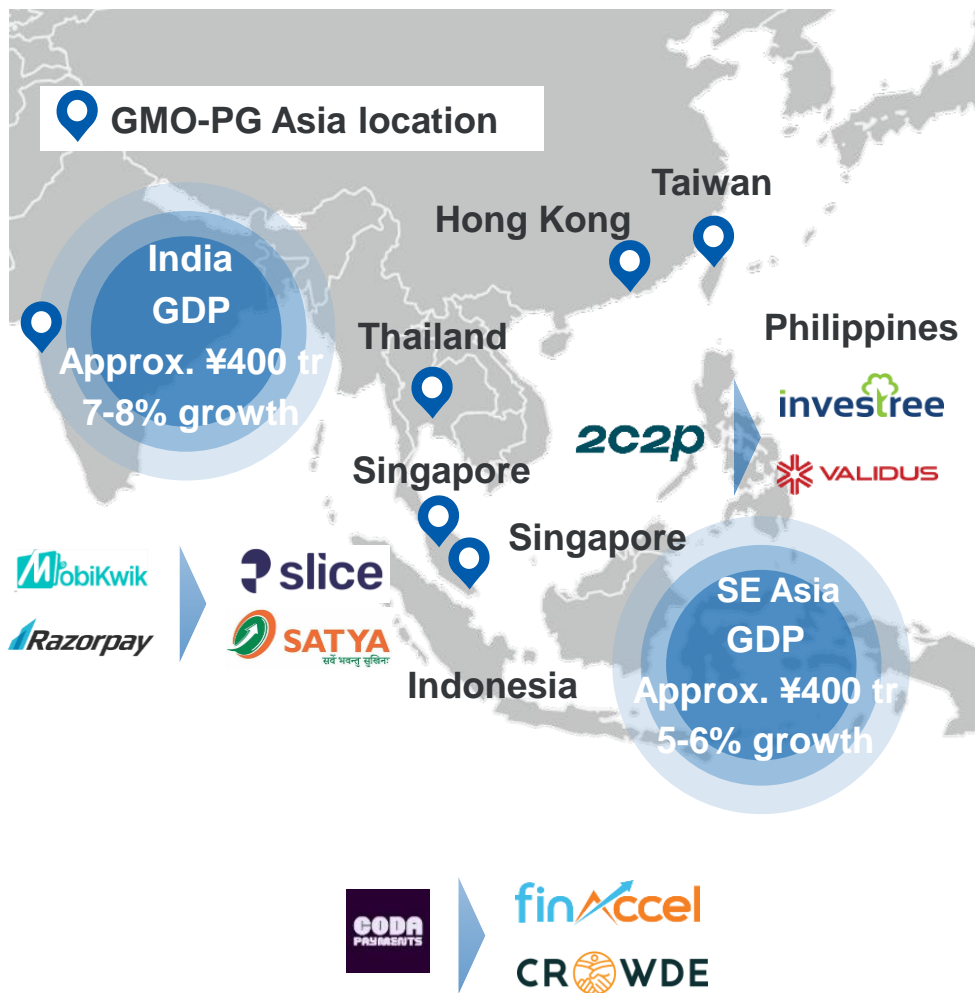 GMO-PG Asia location
Taiwan
Hong Kong
India
GDP
Approx. ¥400 tr
7-8% growth
Thailand
Philippines
investree
2c2p
VALIDUS
Singapore
Singapore
MobiKwik
slice
Razorpay
SATYA
सर्वे भवन्तु सुखिनः
SE Asia
GDP
Approx. ¥400 tr
5-6% growth
Indonesia
CODA
PAYMENTS
finAccel
CROWDE